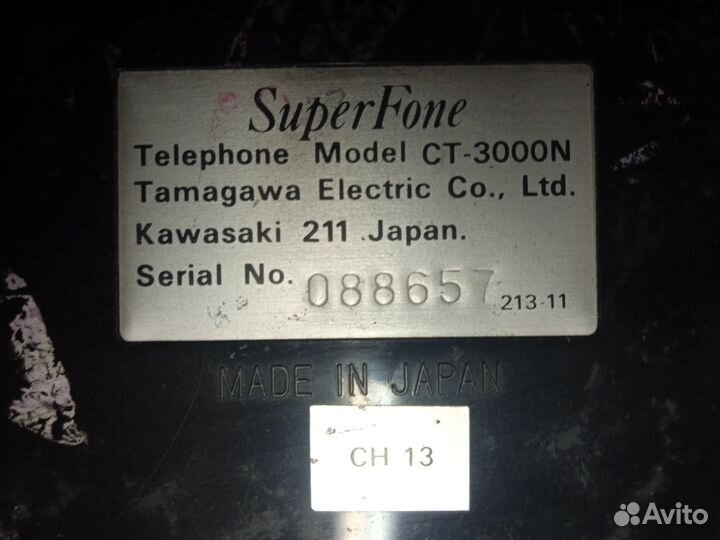 SuperFone
Telephone Model CT-3000N
Tamagawa Electric Co., Ltd.
Kawasaki 211 Japan.
Serial No. 088657 213-11
MADE IN JAPAN
CH 13
Avito